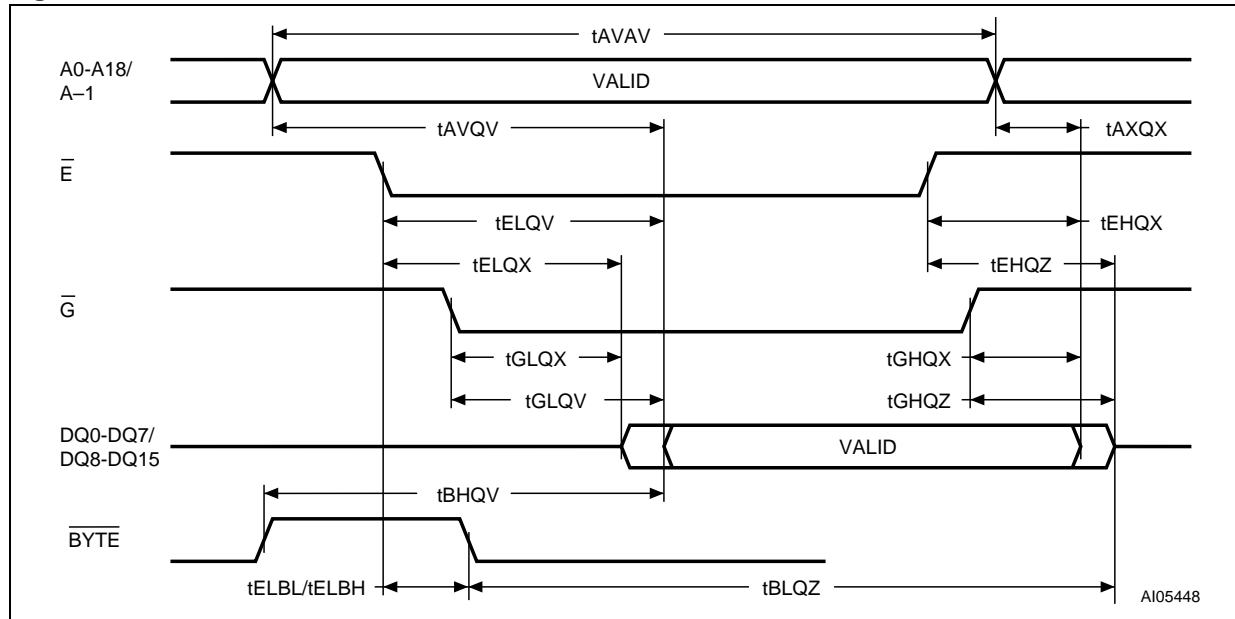 tAVAV
A0-A18/
A–1
VALID
tAVQV
tAXQX
E
tELQV
tEHQX
tELQX
tEHQZ
G
tGLQX
tGHQX
tGLQV
tGHQZ
DQ0-DQ7/
DQ8-DQ15
VALID
tBHQV
BYTE
tELBL/tELBH
tBLQZ
AI05448